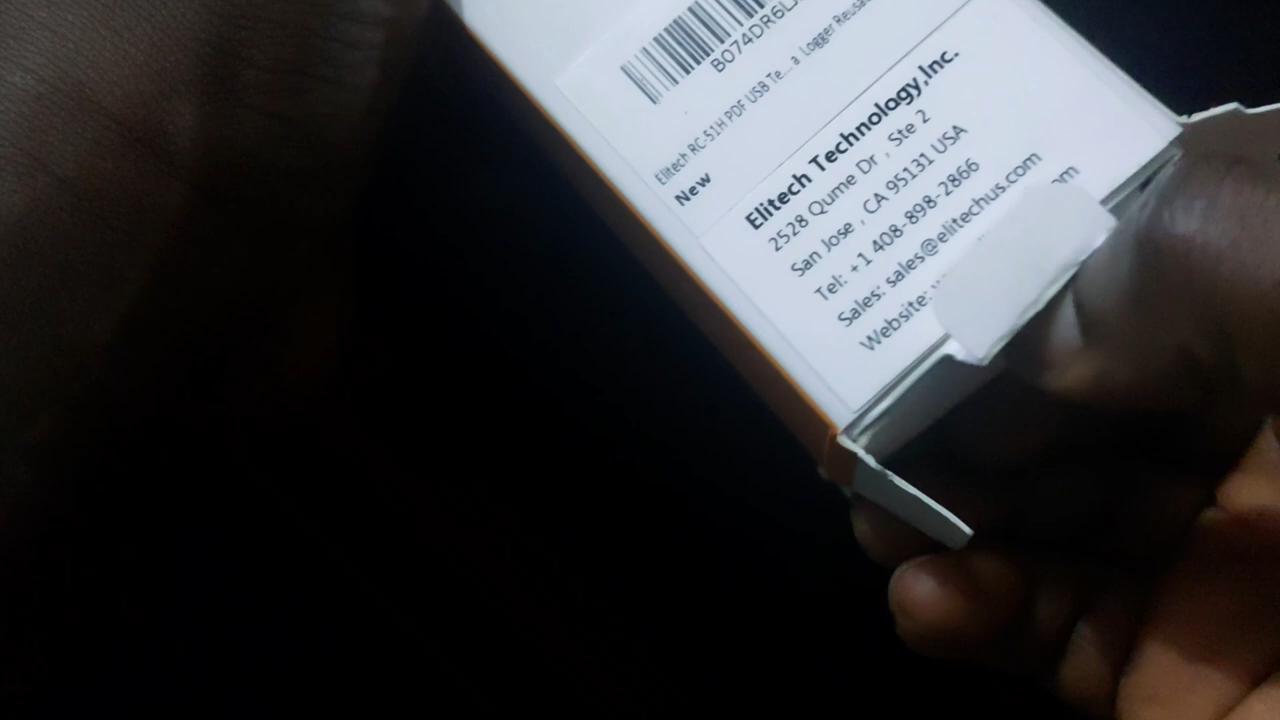 B074DR6L
Elitech RC-51H PDF USB Te... a Logger Reusa
New
Elitech Technology,Inc.
2528 Qume Dr , Ste 2
San Jose , CA 95131 USA
Tel: +1 408-898-2866
Sales: sales@elitechus.com
Website: om